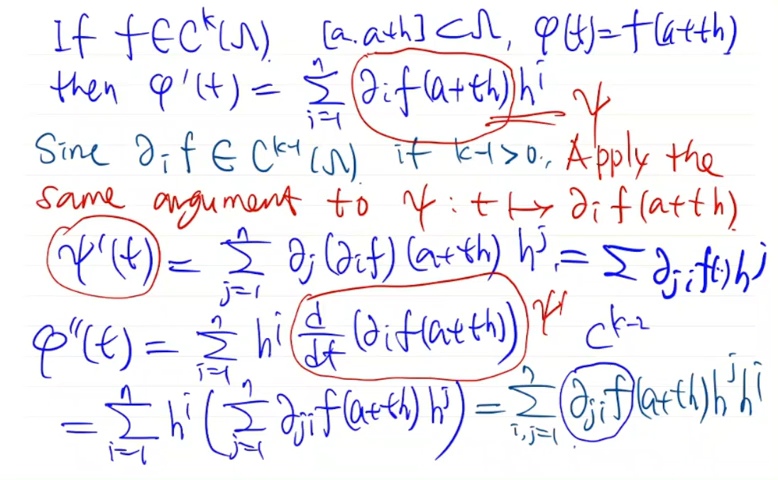 If f∈C^k(Ω) [a.a+h]⊂Ω, φ(t)=f(a+th)
then φ'(t) = Σ_{i=1}^n ∂_i f(a+th) h^i ψ
Sine ∂_i f ∈ C^{k-1}(Ω) if k-1>0., Apply the
same argument to ψ : t ↦ ∂_i f(a+th)
ψ'(t) = Σ_{j=1}^n ∂_j (∂_i f) (a+th) h^j, = Σ ∂_{ji} f(·) h^j
φ''(t) = Σ_{i=1}^n h^i d/dt (∂_i f(a+th)) ψ' C^{k-2}
= Σ_{i=1}^n h^i ( Σ_{j=1}^n ∂_{ji} f(a+th) h^j ) = Σ_{i,j=1}^n ∂_{ji} f (a+th) h^j h^i